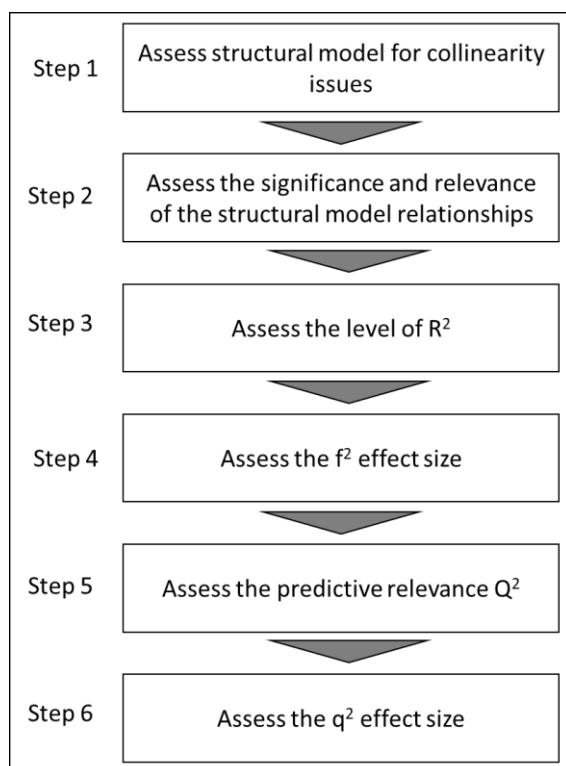 Step 1
Assess structural model for collinearity
issues
Step 2
Assess the significance and relevance
of the structural model relationships
Step 3
Assess the level of R²
Step 4
Assess the f² effect size
Step 5
Assess the predictive relevance Q²
Step 6
Assess the q² effect size